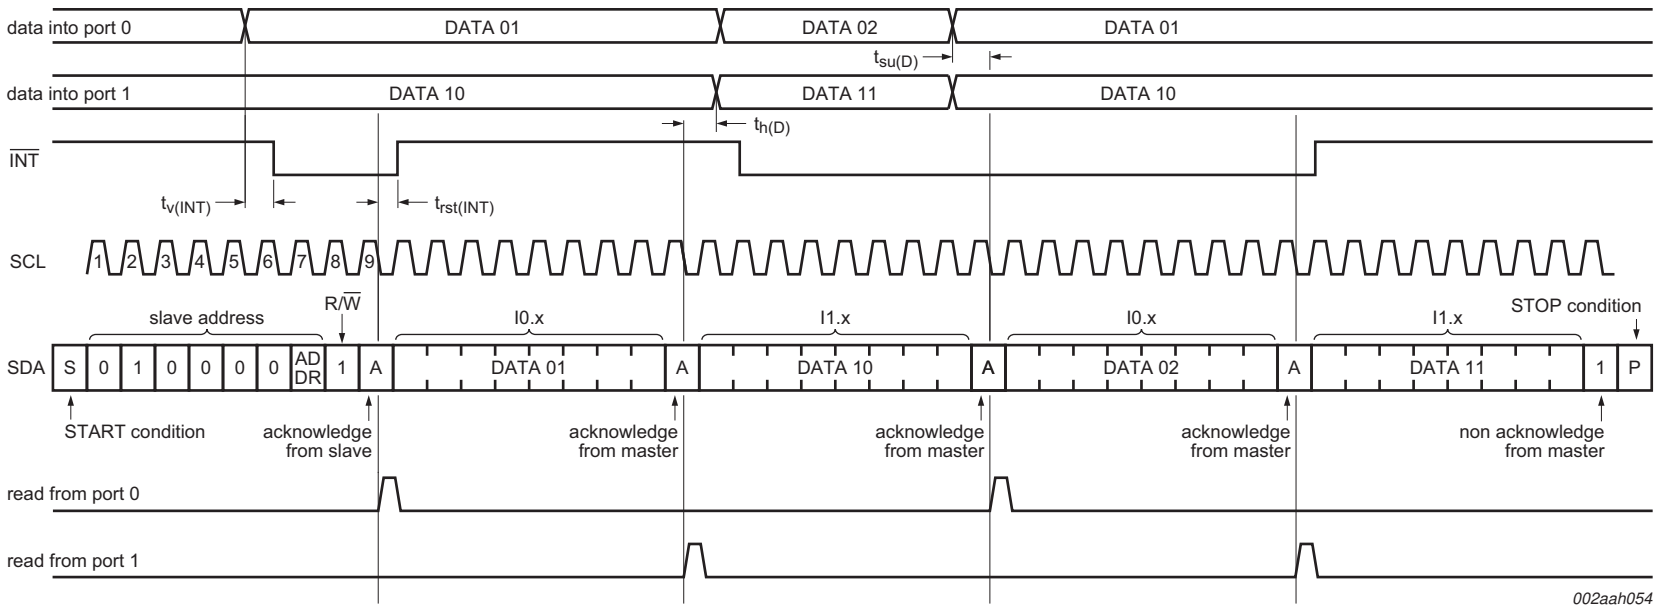 data into port 0 DATA 01 DATA 02 DATA 01
tsu(D)
data into port 1 DATA 10 DATA 11 DATA 10
th(D)
INT
tv(INT) trst(INT)
SCL 1 2 3 4 5 6 7 8 9
R/W STOP condition
slave address I0.x I1.x I0.x I1.x
SDA S 0 1 0 0 0 0 AD DR 1 A DATA 01 A DATA 10 A DATA 02 A DATA 11 1 P
START condition acknowledge acknowledge acknowledge acknowledge non acknowledge
from slave from master from master from master from master
read from port 0
read from port 1
002aah054